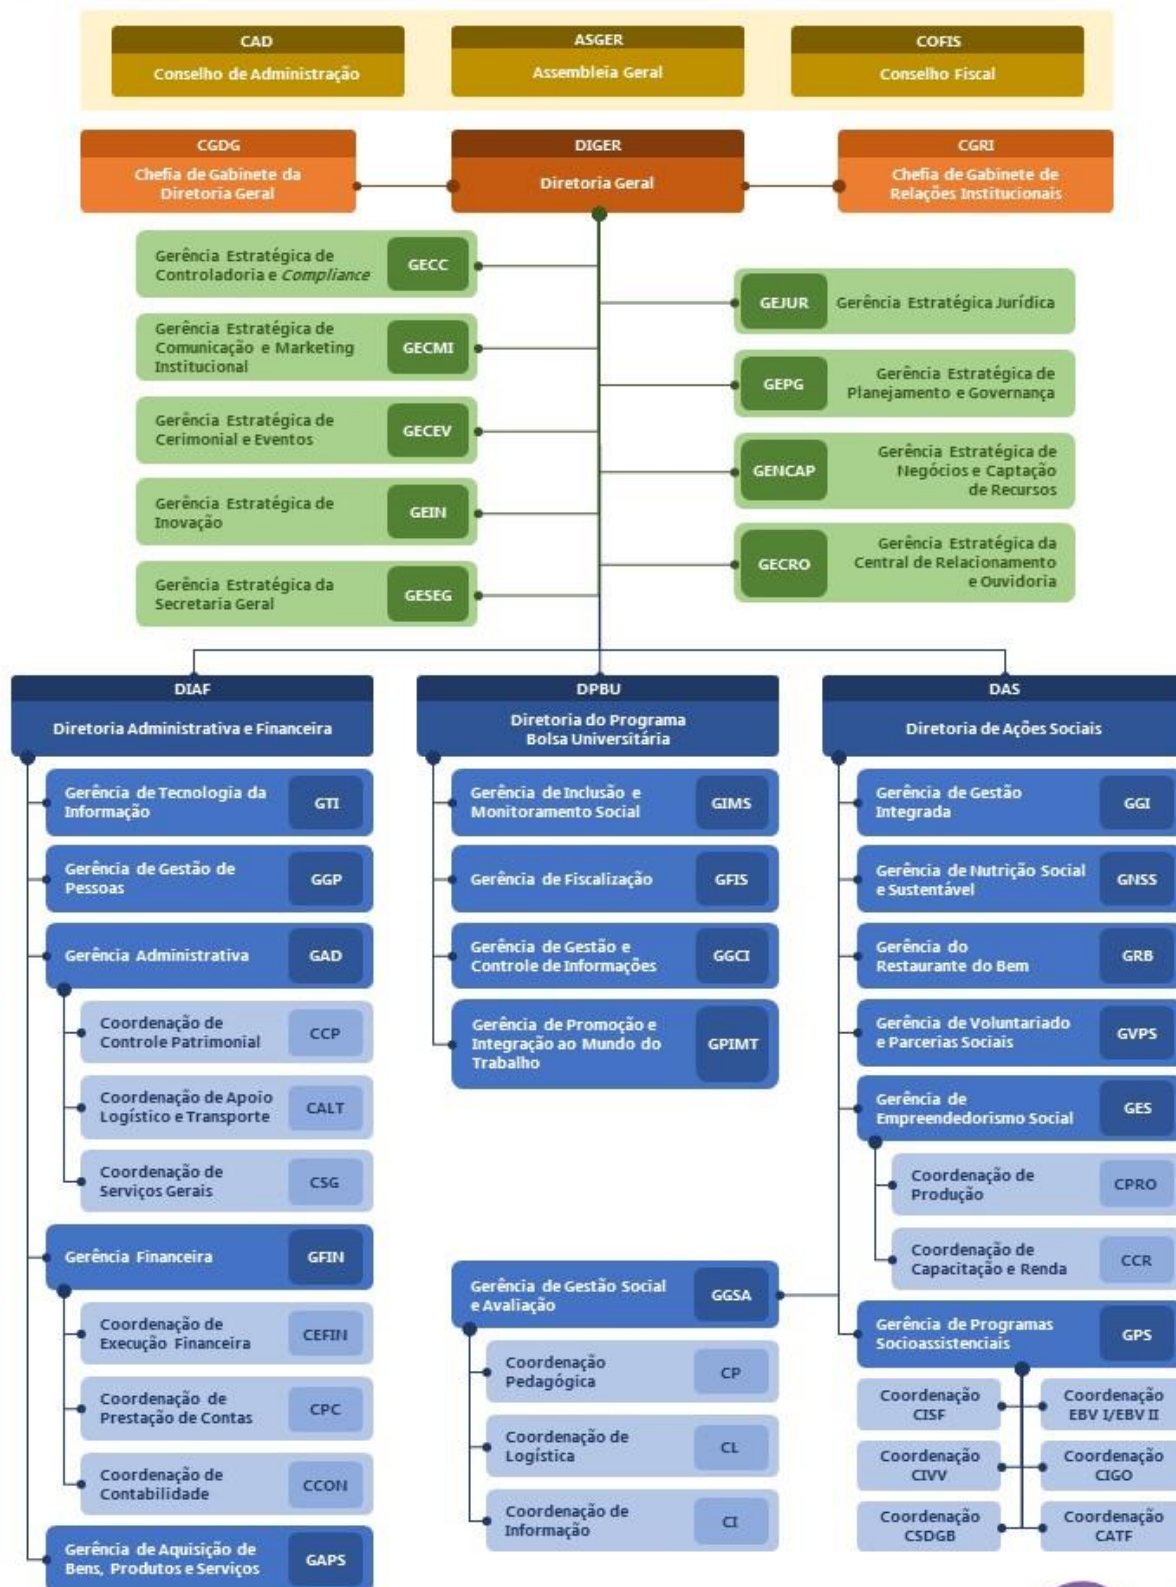 CAD
Conselho de Administração
ASGER
Assembleia Geral
COFIS
Conselho Fiscal
CGDG
Chefia de Gabinete da
Diretoria Geral
DIGER
Diretoria Geral
CGRI
Chefia de Gabinete de
Relações Institucionais
Gerência Estratégica de
Controladoria e Compliance
GECC
Gerência Estratégica de
Comunicação e Marketing
Institucional
GECMI
Gerência Estratégica de
Cerimonial e Eventos
GECEV
Gerência Estratégica de
Inovação
GEIN
Gerência Estratégica da
Secretaria Geral
GESEG
GEJUR
Gerência Estratégica Jurídica
GEPG
Gerência Estratégica de
Planejamento e Governança
GENCAP
Gerência Estratégica de
Negócios e Captação
de Recursos
GECRO
Gerência Estratégica da
Central de Relacionamento
e Ouvidoria
DIAF
Diretoria Administrativa e Financeira
Gerência de Tecnologia da
Informação
GTI
Gerência de Gestão de
Pessoas
GGP
Gerência Administrativa
GAD
Coordenação de
Controle Patrimonial
CCP
Coordenação de Apoio
Logístico e Transporte
CALT
Coordenação de
Serviços Gerais
CSG
Gerência Financeira
GFIN
Coordenação de
Execução Financeira
CEFIN
Coordenação de
Prestação de Contas
CPC
Coordenação de
Contabilidade
CCON
Gerência de Aquisição de
Bens, Produtos e Serviços
GAPS
DPBU
Diretoria do Programa
Bolsa Universitária
Gerência de Inclusão e
Monitoramento Social
GIMS
Gerência de Fiscalização
GFIS
Gerência de Gestão e
Controle de Informações
GGCI
Gerência de Promoção e
Integração ao Mundo do
Trabalho
GPIMT
Gerência de Gestão Social
e Avaliação
GGSA
Coordenação
Pedagógica
CP
Coordenação de
Logística
CL
Coordenação de
Informação
CI
DAS
Diretoria de Ações Sociais
Gerência de Gestão
Integrada
GGI
Gerência de Nutrição Social
e Sustentável
GNSS
Gerência do
Restaurante do Bem
GRB
Gerência de Voluntariado
e Parcerias Sociais
GVPS
Gerência de
Empreendedorismo Social
GES
Coordenação de
Produção
CPRO
Coordenação de
Capacitação e Renda
CCR
Gerência de Programas
Socioassistenciais
GPS
Coordenação
CISF
Coordenação
EBV I/EBV II
Coordenação
CIVV
Coordenação
CIGO
Coordenação
CSDGB
Coordenação
CATF